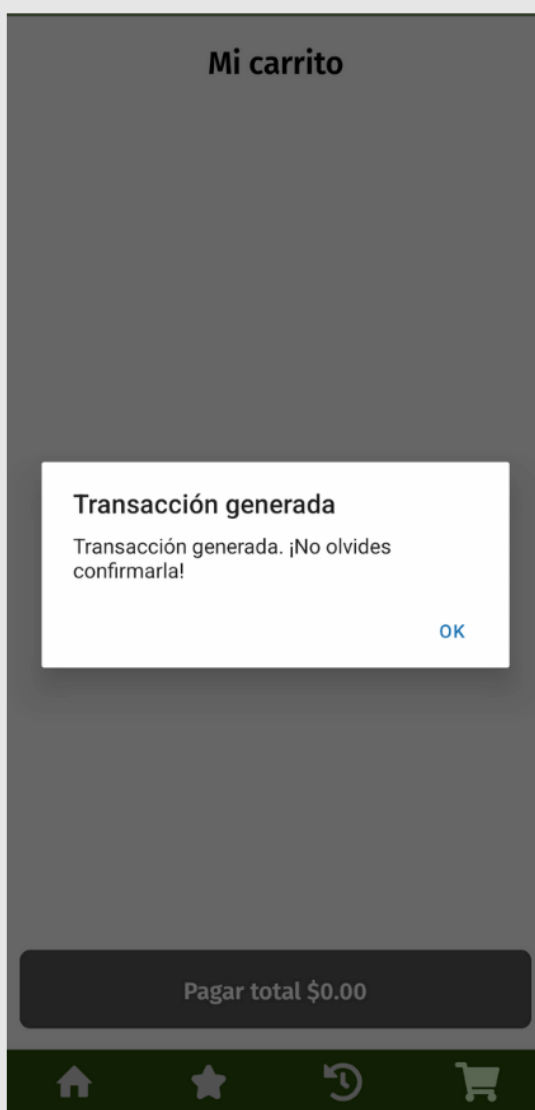 Mi carrito
Transacción generada
Transacción generada. ¡No olvides
confirmarla!
OK
Pagar total $0.00